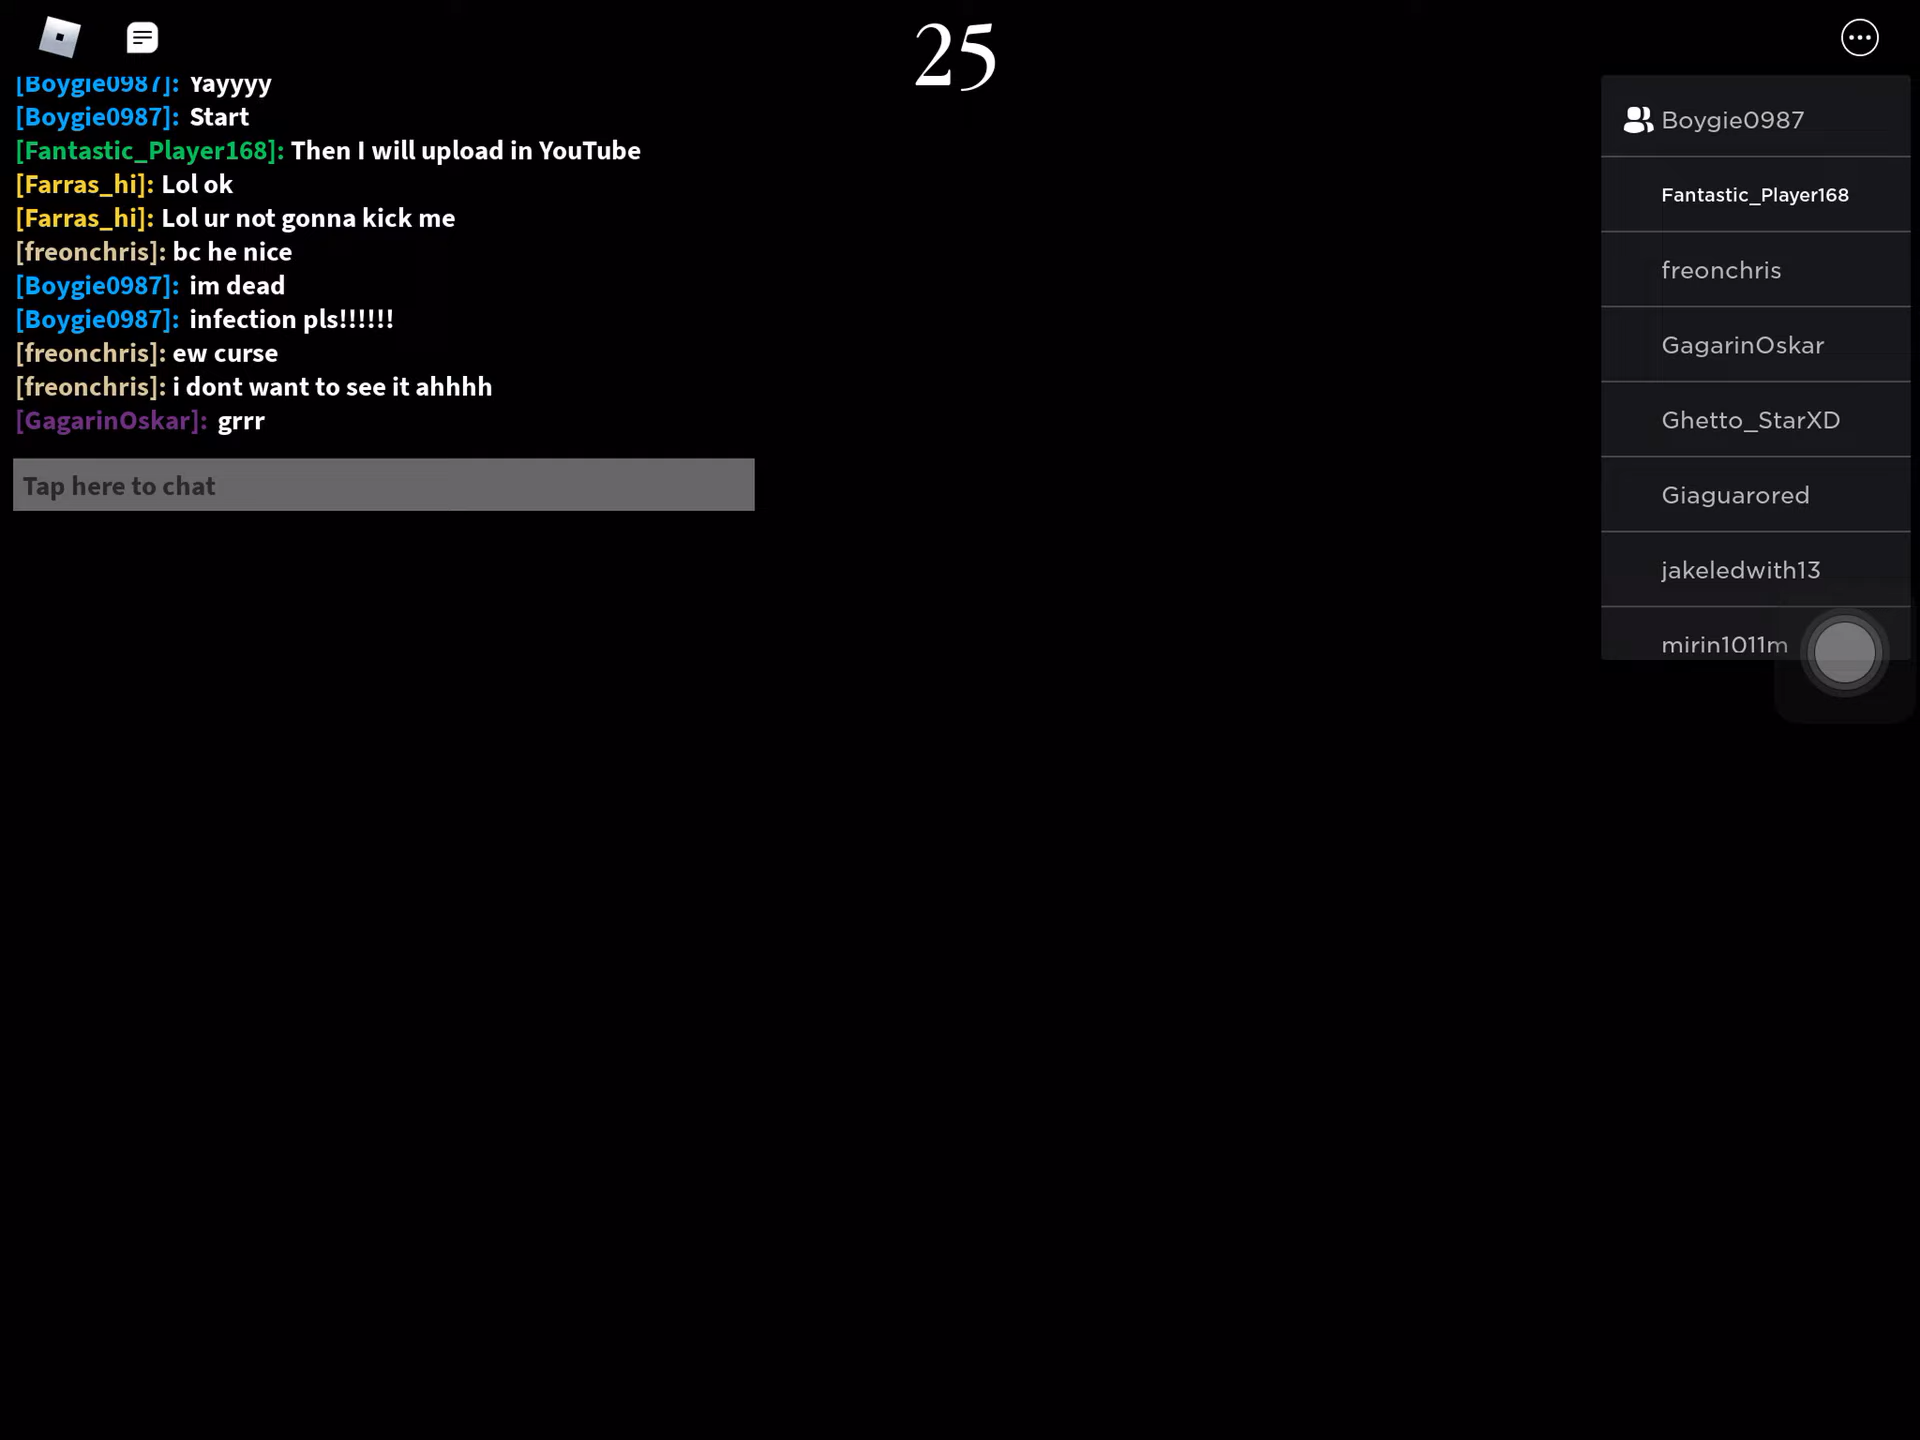 25
[Boygie0987]: Yayyyy
[Boygie0987]: Start
[Fantastic_Player168]: Then I will upload in YouTube
[Farras_hi]: Lol ok
[Farras_hi]: Lol ur not gonna kick me
[freonchris]: bc he nice
[Boygie0987]: im dead
[Boygie0987]: infection pls!!!!!!
[freonchris]: ew curse
[freonchris]: i dont want to see it ahhhh
[GagarinOskar]: grrr
Tap here to chat
Boygie0987
Fantastic_Player168
freonchris
GagarinOskar
Ghetto_StarXD
Giaguarored
jakeledwith13
mirin1011m